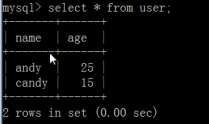 mysql> select * from user;
+-------+------+
| name  | age  |
+-------+------+
| andy  |   25 |
| candy |   15 |
+-------+------+
2 rows in set (0.00 sec)